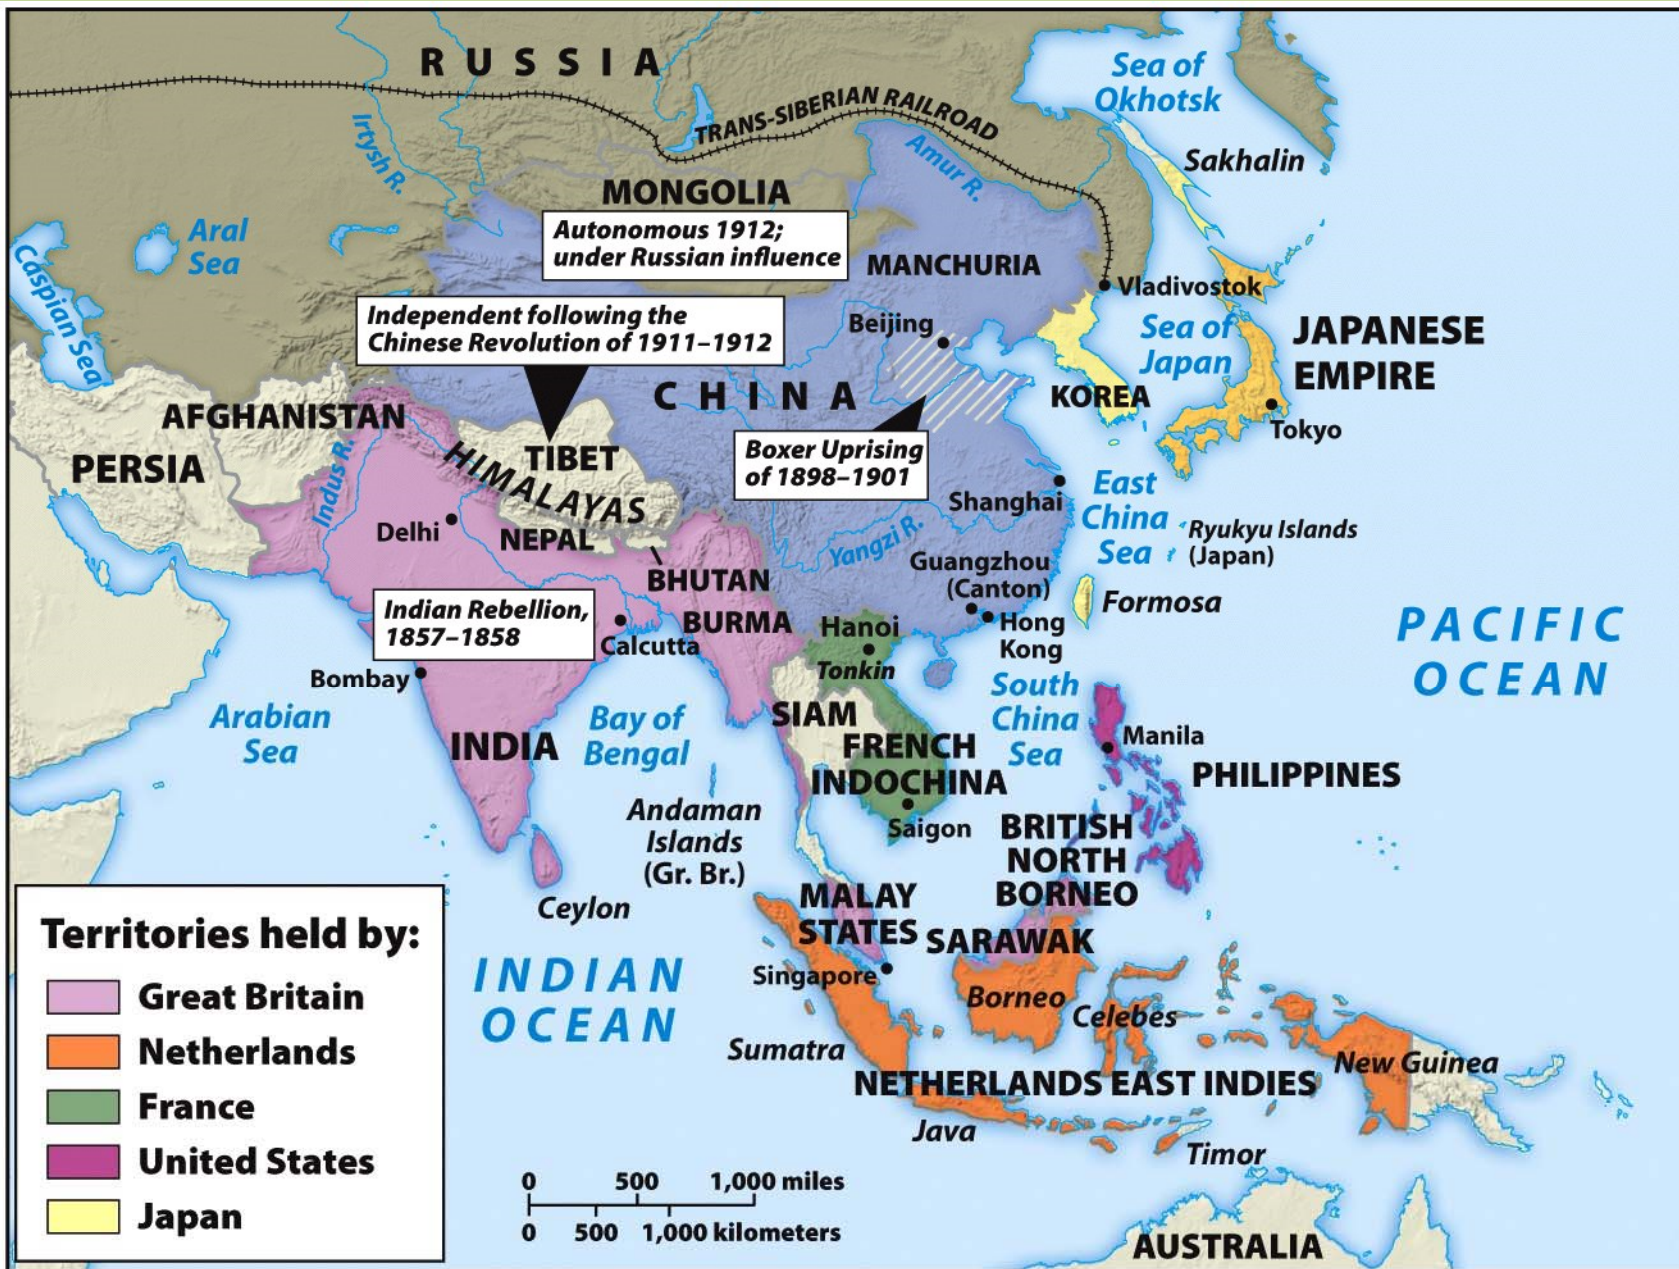 RUSSIA
Sea of
Okhotsk
TRANS-SIBERIAN RAILROAD
Irtysh R.
Amur R.
Sakhalin
MONGOLIA
Autonomous 1912;
under Russian influence
Aral
Sea
Caspian Sea
MANCHURIA
Vladivostok
Independent following the
Chinese Revolution of 1911–1912
Beijing
Sea of
Japan
JAPANESE
EMPIRE
CHINA
KOREA
Tokyo
AFGHANISTAN
PERSIA
Indus R.
TIBET
HIMALAYAS
Boxer Uprising
of 1898–1901
Shanghai
East
China
Sea
Ryukyu Islands
(Japan)
Delhi
NEPAL
Yangzi R.
BHUTAN
Guangzhou
(Canton)
Formosa
Indian Rebellion,
1857–1858
Calcutta
BURMA
Hanoi
Tonkin
Hong
Kong
PACIFIC
OCEAN
Bombay
Arabian
Sea
INDIA
Bay of
Bengal
SIAM
FRENCH
INDOCHINA
South
China
Sea
Manila
PHILIPPINES
Andaman
Islands
(Gr. Br.)
Saigon
BRITISH
NORTH
BORNEO
Ceylon
MALAY
STATES
SARAWAK
Singapore
INDIAN
OCEAN
Borneo
Celebes
Sumatra
New Guinea
NETHERLANDS EAST INDIES
Java
Timor
AUSTRALIA
Territories held by:
Great Britain
Netherlands
France
United States
Japan
0 500 1,000 miles
0 500 1,000 kilometers